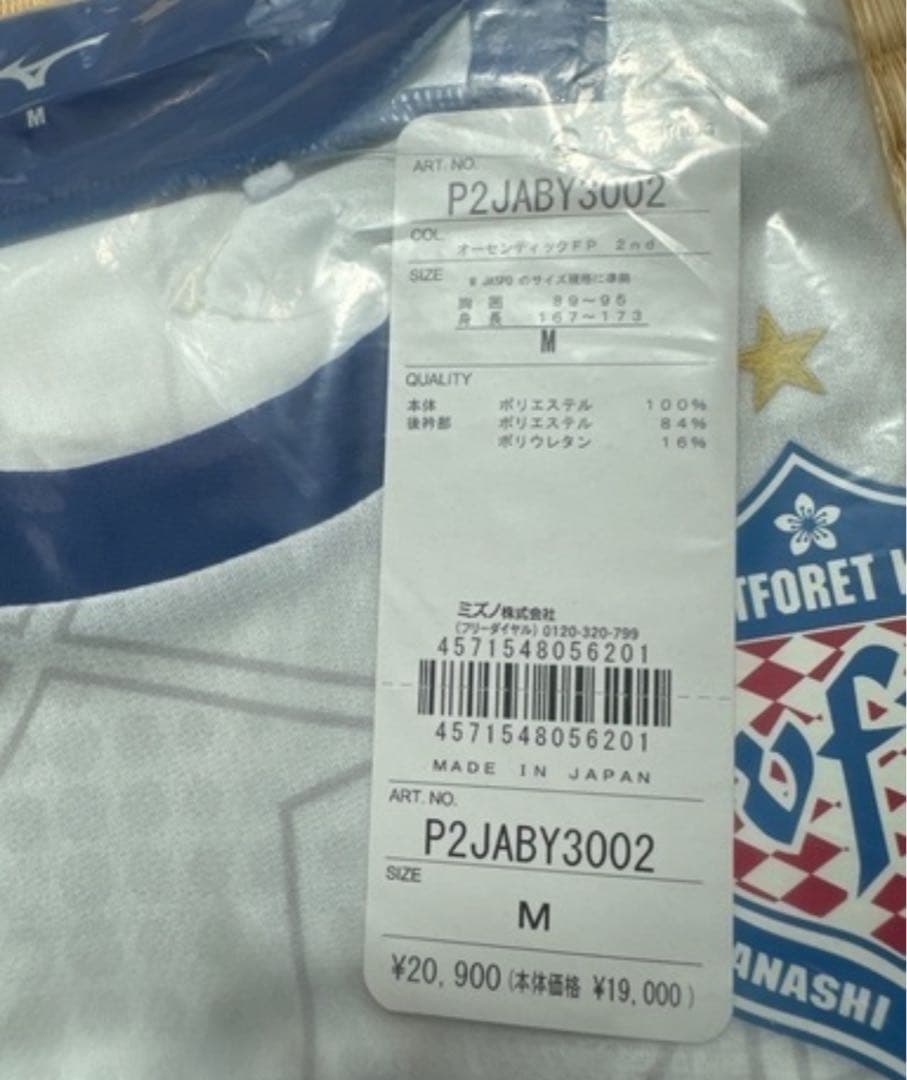 M
ART. NO.
P2JABY3002
COL.
オーセンティックFP 2nd
SIZE
※ JASPO のサイズ規格に準拠
胸 囲 89～95
身 長 167～173
M
QUALITY
本体 ポリエステル 100%
後衿部 ポリエステル 84%
ポリウレタン 16%
ミズノ株式会社
(フリーダイヤル) 0120-320-799
4571548056201
4571548056201
MADE IN JAPAN
ART. NO.
P2JABY3002
SIZE
M
¥20,900(本体価格 ¥19,000)
TFORET
vf
ANASHI